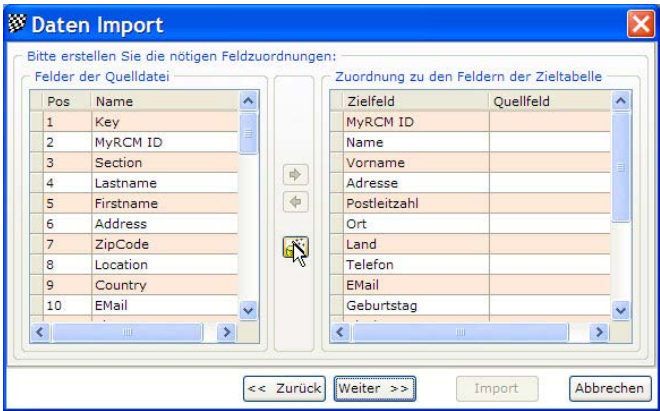 Daten Import
Bitte erstellen Sie die nötigen Feldzuordnungen:
Felder der Quelldatei
Pos Name
1 Key
2 MyRCM ID
3 Section
4 Lastname
5 Firstname
6 Address
7 ZipCode
8 Location
9 Country
10 EMail
Zuordnung zu den Feldern der Zieltabelle
Zielfeld Quellfeld
MyRCM ID
Name
Vorname
Adresse
Postleitzahl
Ort
Land
Telefon
EMail
Geburtstag
<< Zurück Weiter >> Import Abbrechen